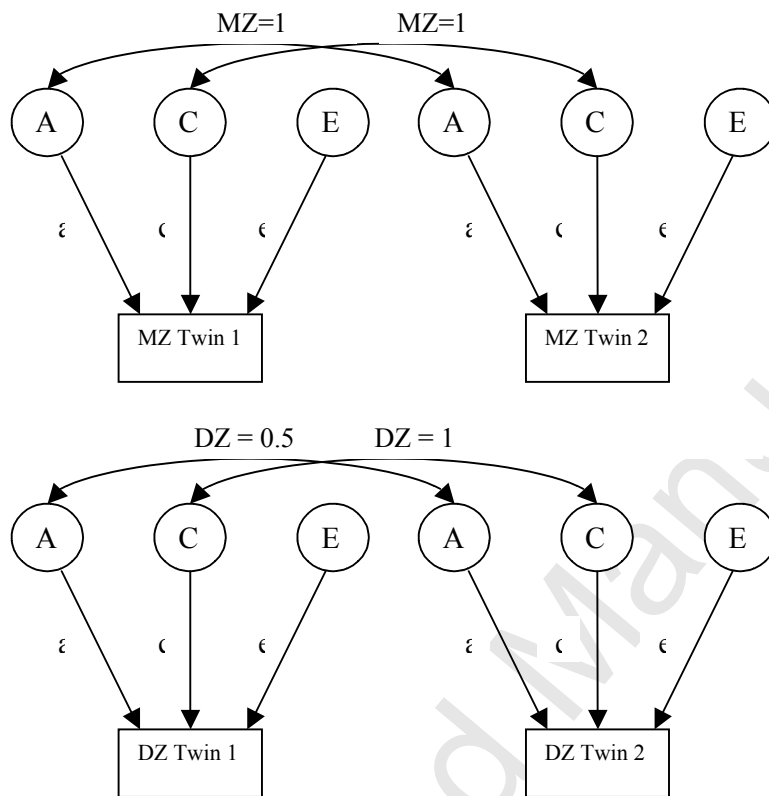 MZ=1 MZ=1
A C E A C E
a c e a c e
MZ Twin 1 MZ Twin 2
DZ = 0.5 DZ = 1
A C E A C E
a c e a c e
DZ Twin 1 DZ Twin 2